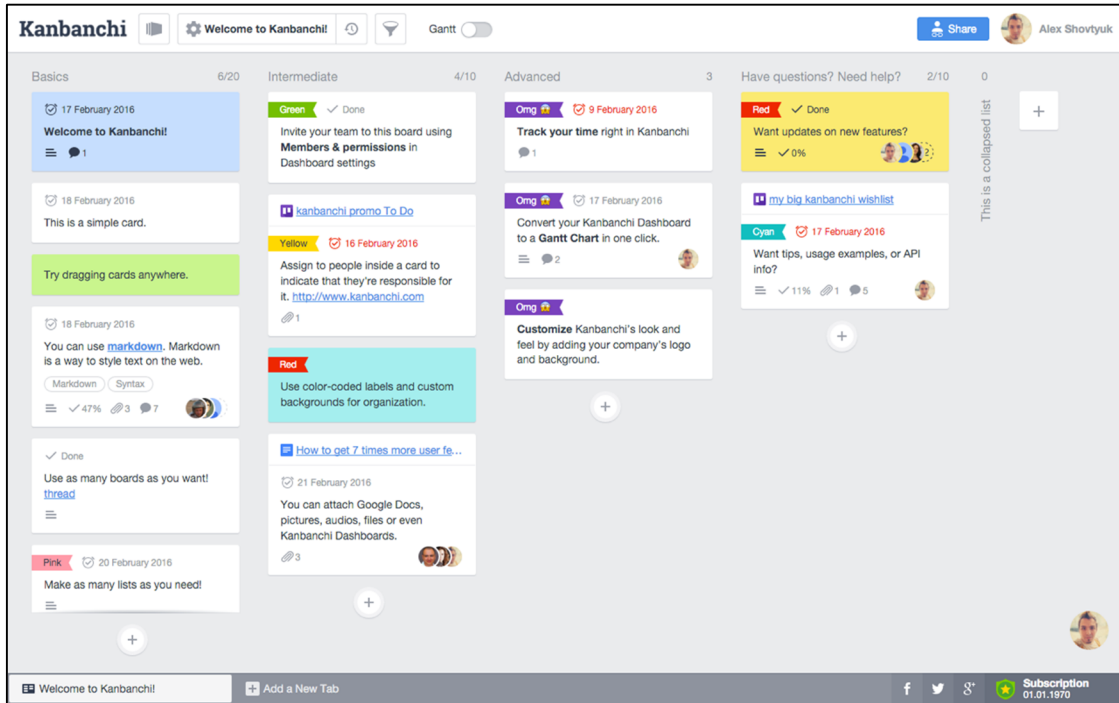 Kanbanchi
Welcome to Kanbanchi!
Gantt
Share
Alex Shovtyuk
Basics
6/20
17 February 2016
Welcome to Kanbanchi!
1
18 February 2016
This is a simple card.
Try dragging cards anywhere.
18 February 2016
You can use markdown. Markdown
is a way to style text on the web.
Markdown Syntax
47% 3 7
Done
Use as many boards as you want!
thread
Pink 20 February 2016
Make as many lists as you need!
Intermediate
4/10
Green Done
Invite your team to this board using
Members & permissions in
Dashboard settings
kanbanchi promo To Do
Yellow 16 February 2016
Assign to people inside a card to
indicate that they're responsible for
it. http://www.kanbanchi.com
1
Red
Use color-coded labels and custom
backgrounds for organization.
How to get 7 times more user fe...
21 February 2016
You can attach Google Docs,
pictures, audios, files or even
Kanbanchi Dashboards.
3
Advanced
3
Omg 😱 9 February 2016
Track your time right in Kanbanchi
1
Omg 😱 17 February 2016
Convert your Kanbanchi Dashboard
to a Gantt Chart in one click.
2
Omg 😱
Customize Kanbanchi's look and
feel by adding your company's logo
and background.
Have questions? Need help?
2/10
Red Done
Want updates on new features?
0% 2
my big kanbanchi wishlist
Cyan 17 February 2016
Want tips, usage examples, or API
info?
11% 1 5
0
This is a collapsed list
Welcome to Kanbanchi!
Add a New Tab
Subscription
01.01.1970